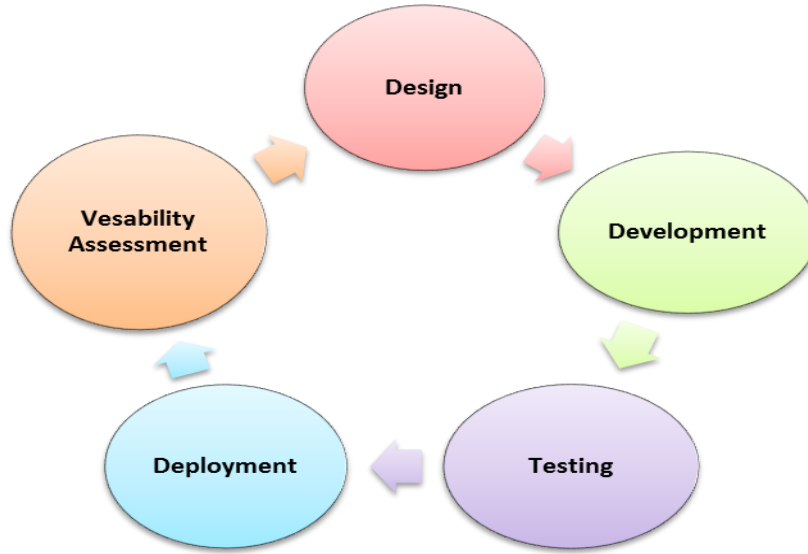 Design
Development
Testing
Deployment
Vesability
Assessment